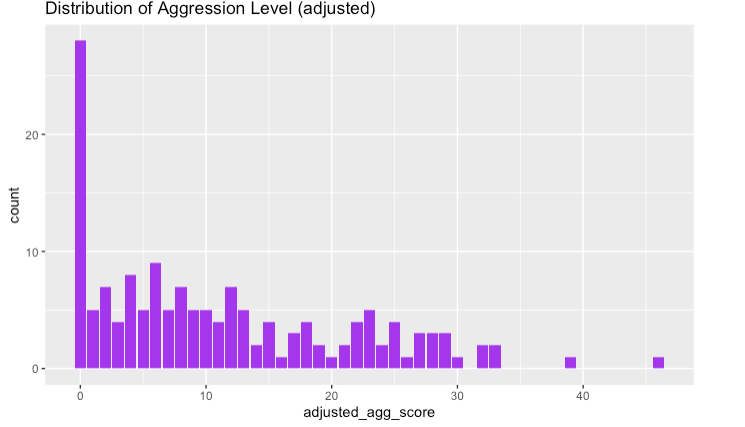 Distribution of Aggression Level (adjusted)
count
20
10
0
0 10 20 30 40
adjusted_agg_score